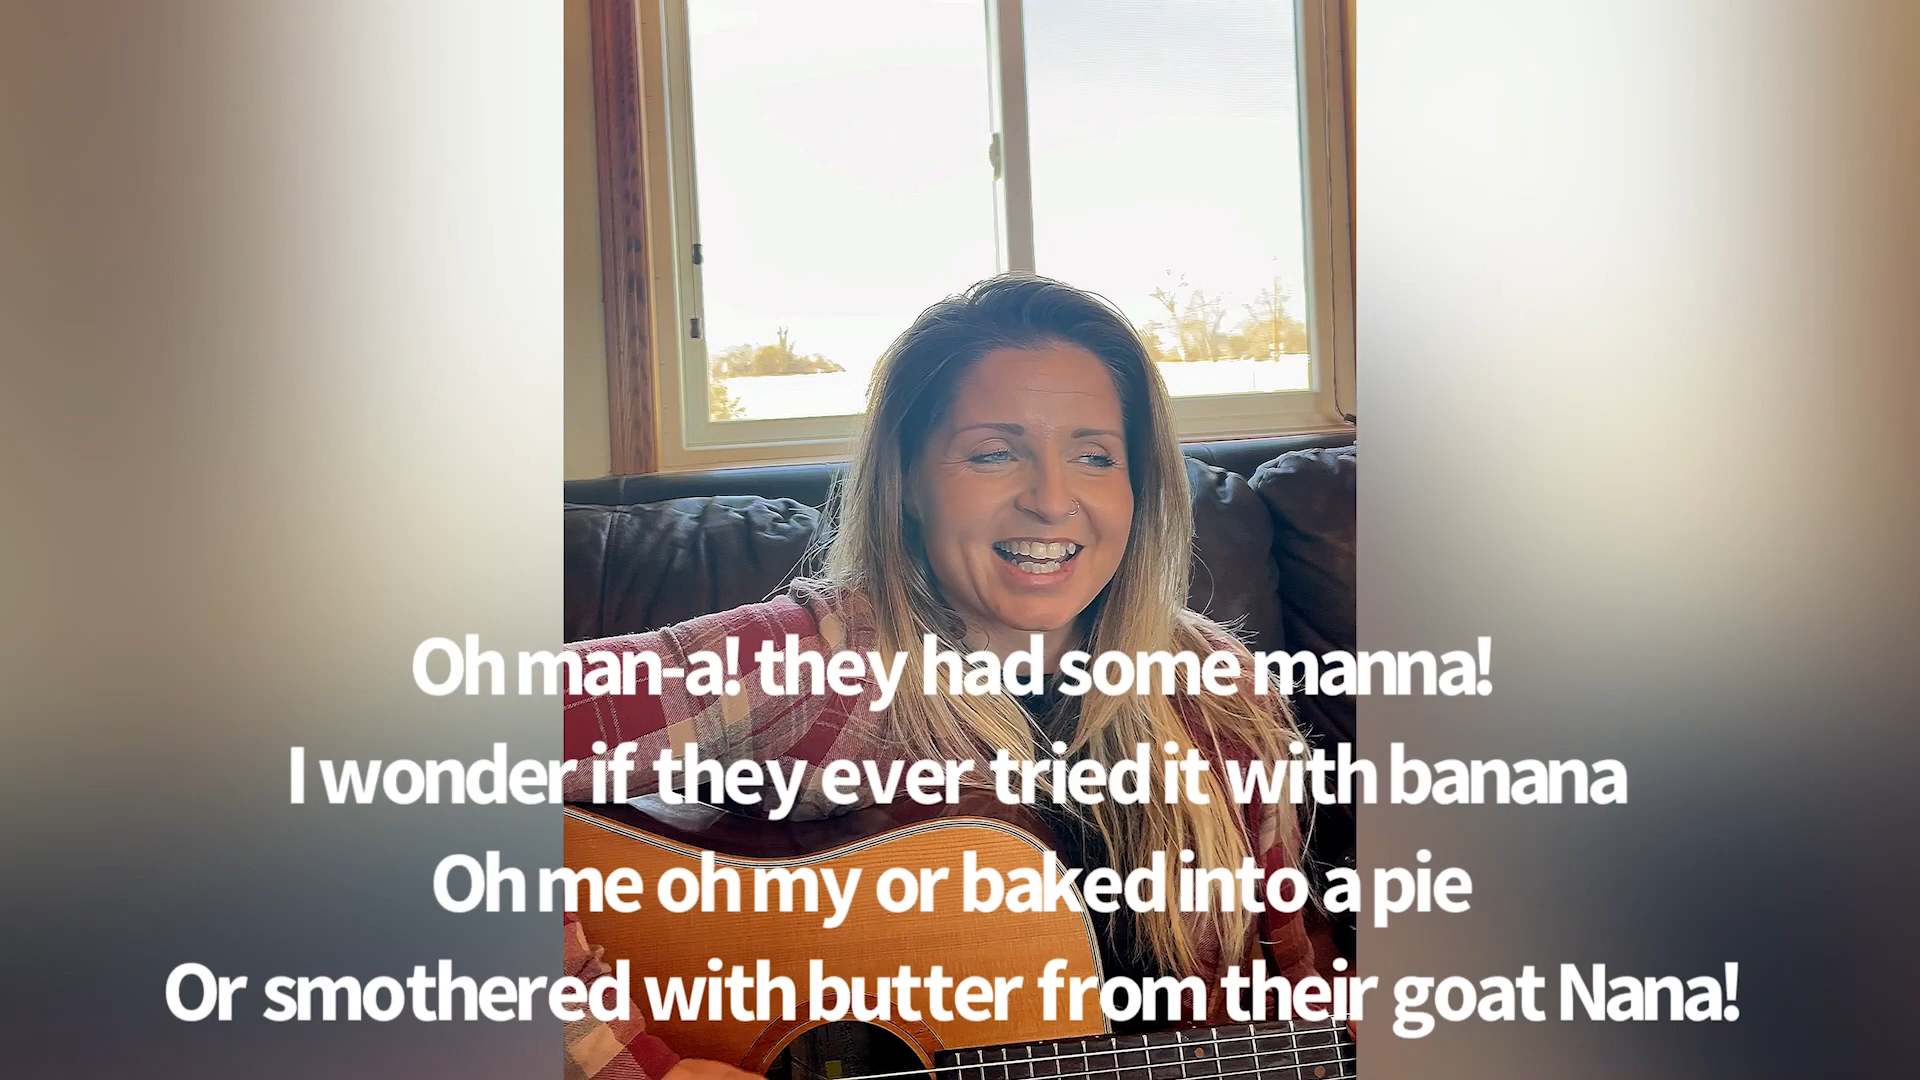 Oh man-a! they had some manna!
I wonder if they ever tried it with banana
Oh me oh my or baked into a pie
Or smothered with butter from their goat Nana!